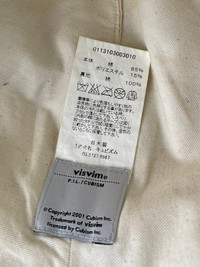 0113103003010
本体 綿 85%
ポリエステル 15%
裏地 綿 100%
日本製
visvim®
F.I.L./CUBISM
© Copyright 2001 Cubism Inc.
Trademark of Visvim
licensed by Cubism Inc.